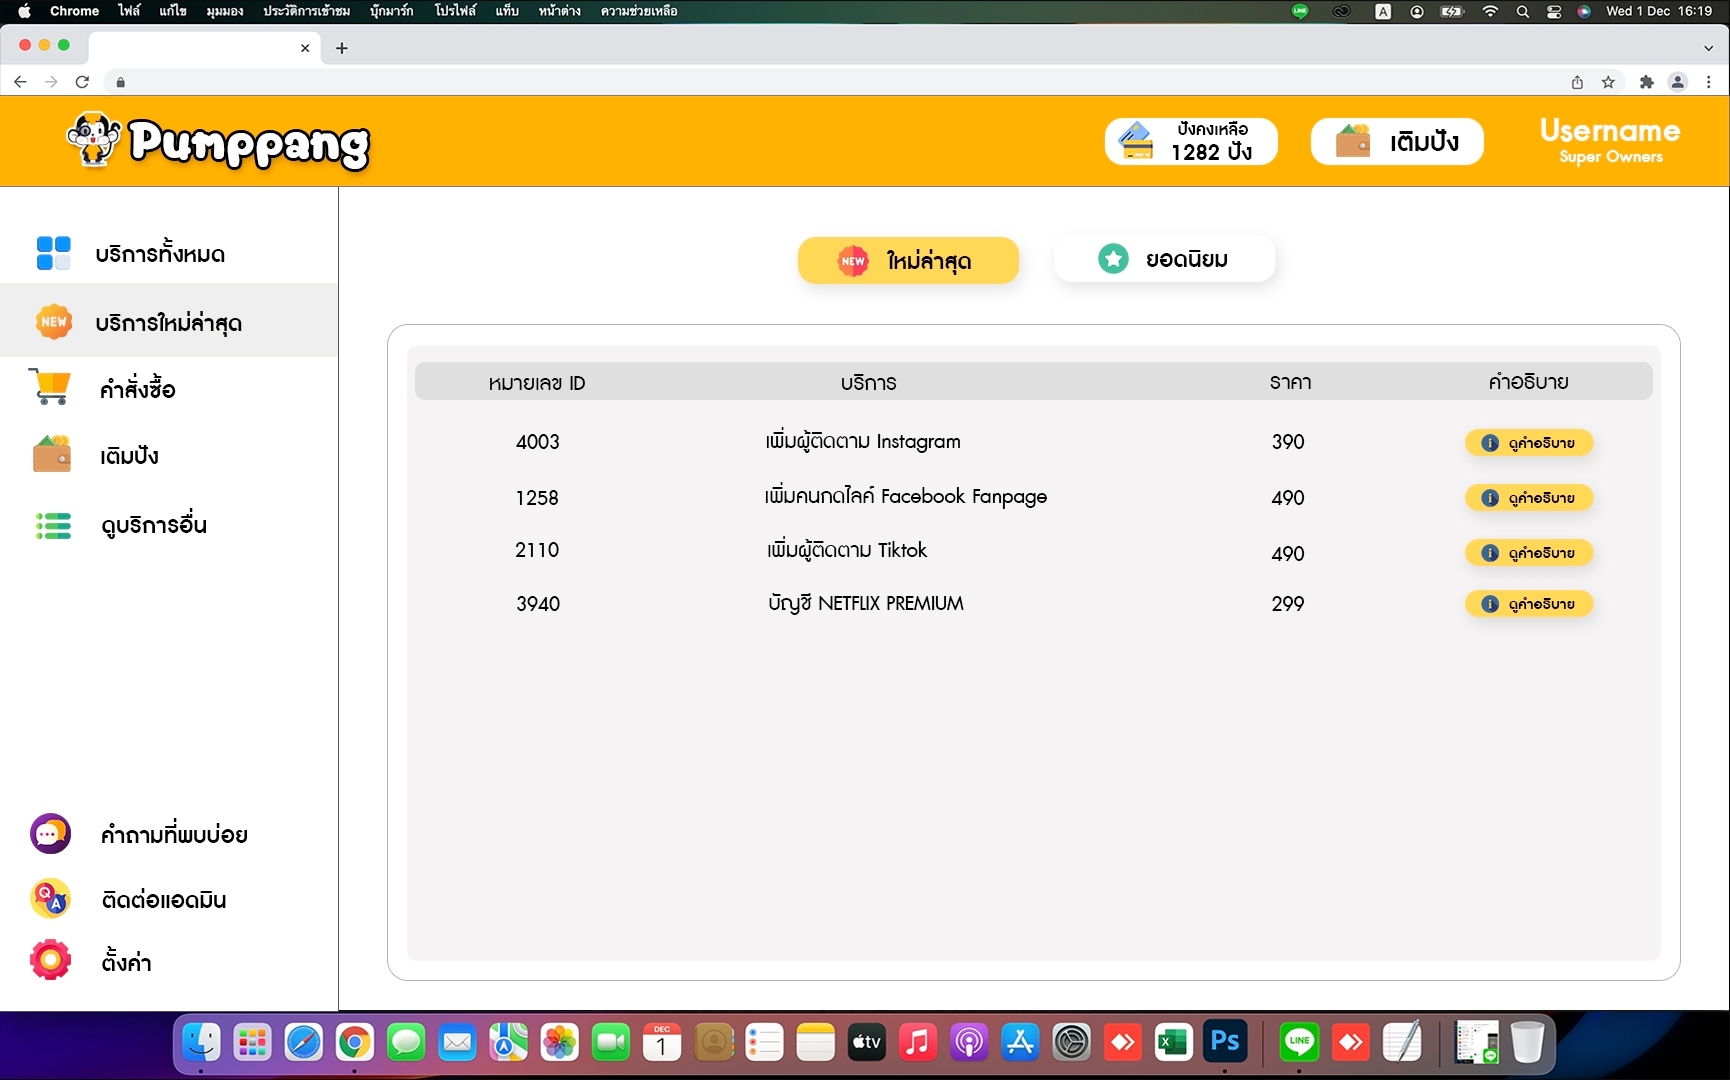 Chrome ไฟล์ แก้ไข มุมมอง ประวัติการเข้าชม บุ๊กมาร์ก โปรไฟล์ แท็บ หน้าต่าง ความช่วยเหลือ LINE A Wed 1 Dec 16:19
Pumppang
ปังคงเหลือ
1282 ปัง
เติมปัง
Username
Super Owners
บริการทั้งหมด
NEW บริการใหม่ล่าสุด
คำสั่งซื้อ
เติมปัง
ดูบริการอื่น
คำถามที่พบบ่อย
Q A ติดต่อแอดมิน
ตั้งค่า
NEW ใหม่ล่าสุด
ยอดนิยม
หมายเลข ID บริการ ราคา คำอธิบาย
4003 เพิ่มผู้ติดตาม Instagram 390 i ดูคำอธิบาย
1258 เพิ่มคนกดไลค์ Facebook Fanpage 490 i ดูคำอธิบาย
2110 เพิ่มผู้ติดตาม Tiktok 490 i ดูคำอธิบาย
3940 บัญชี NETFLIX PREMIUM 299 i ดูคำอธิบาย
DEC
1
tv
X
Ps
LINE